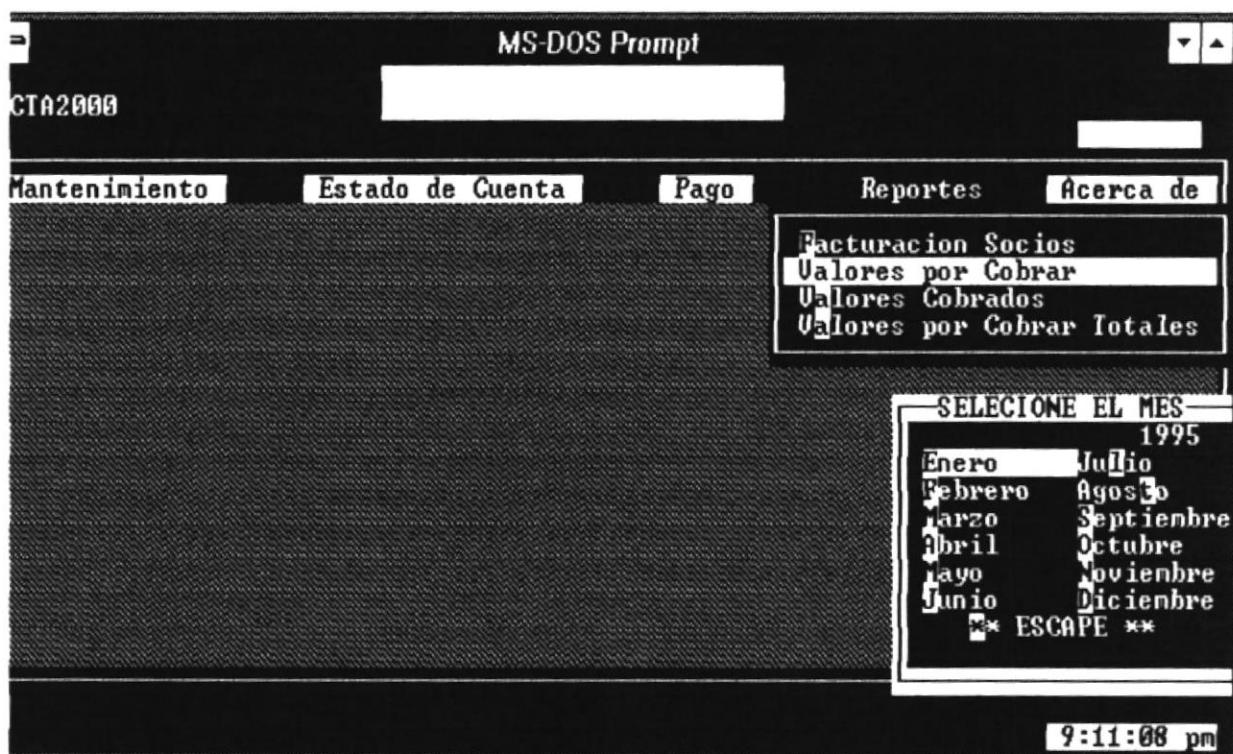 MS-DOS Prompt
CTA2000
Mantenimiento Estado de Cuenta Pago Reportes Acerca de
Facturacion Socios
Valores por Cobrar
Valores Cobrados
Valores por Cobrar Totales
SELECIONE EL MES
1995
Enero Julio
Febrero Agosto
Marzo Septiembre
Abril Octubre
Mayo Noviembre
Junio Diciembre
** ESCAPE **
9:11:08 pm